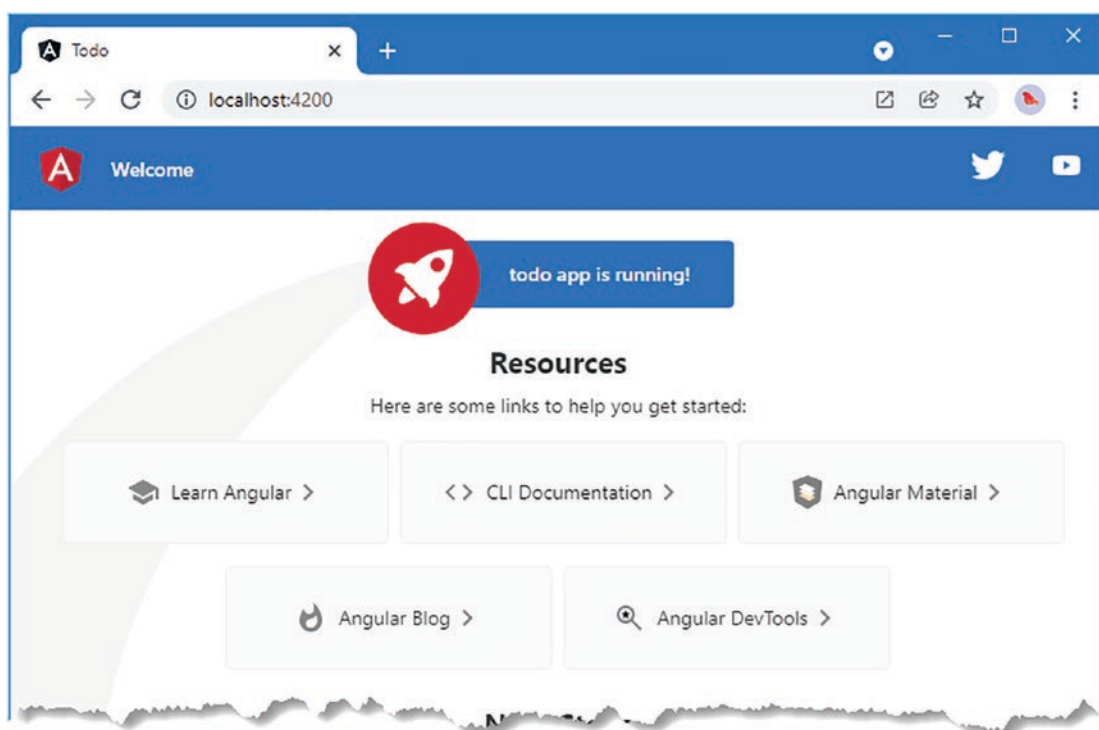 Todo
localhost:4200
A Welcome
todo app is running!
Resources
Here are some links to help you get started:
Learn Angular
CLI Documentation
Angular Material
Angular Blog
Angular DevTools